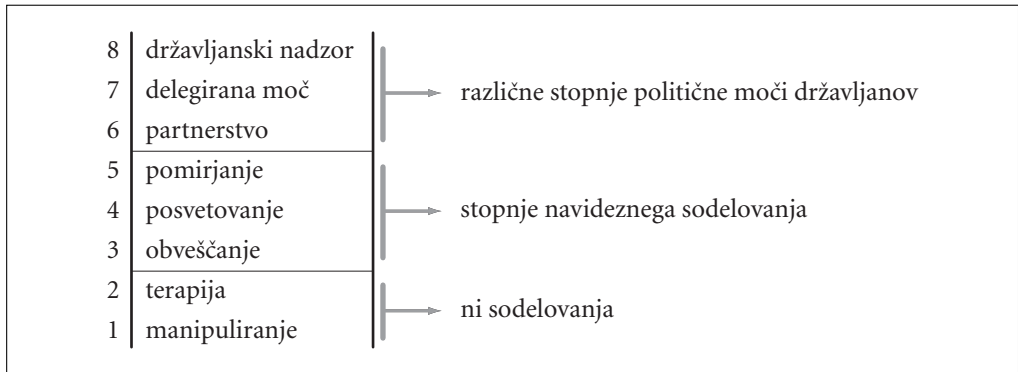 8 državljanski nadzor
7 delegirana moč
različne stopnje politične moči državljanov
6 partnerstvo
5 pomirjanje
4 posvetovanje
stopnje navideznega sodelovanja
3 obveščanje
2 terapija
ni sodelovanja
1 manipuliranje